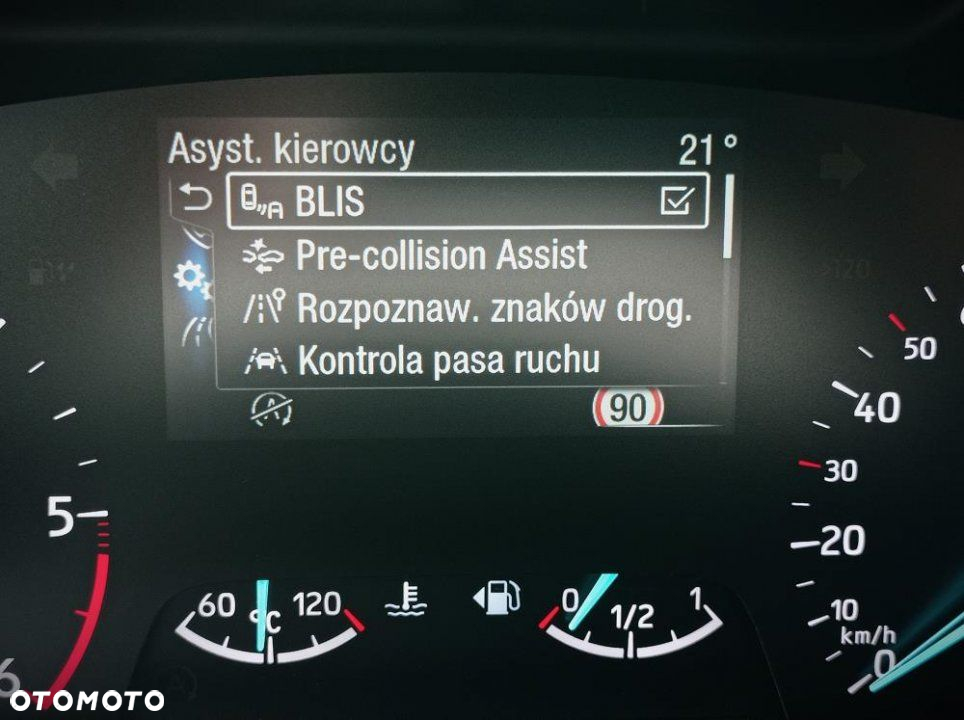 Asyst. kierowcy 21°
BLIS
Pre-collision Assist
Rozpoznaw. znaków drog.
Kontrola pasa ruchu
A 90
50
40
30
20
10
km/h
0
5
6
60 °C 120
0 1/2 1
OTOMOTO